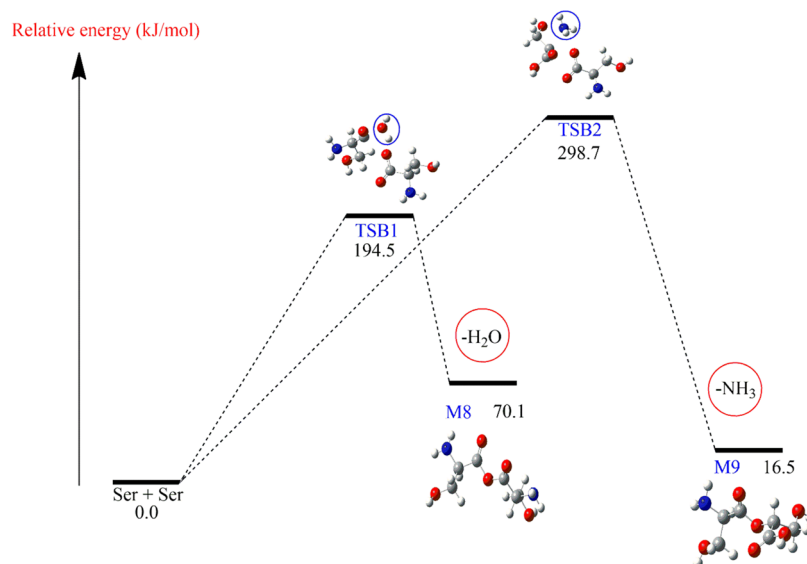 Relative energy (kJ/mol)
TSB2
298.7
TSB1
194.5
-H₂O
M8 70.1
-NH₃
M9 16.5
Ser + Ser
0.0